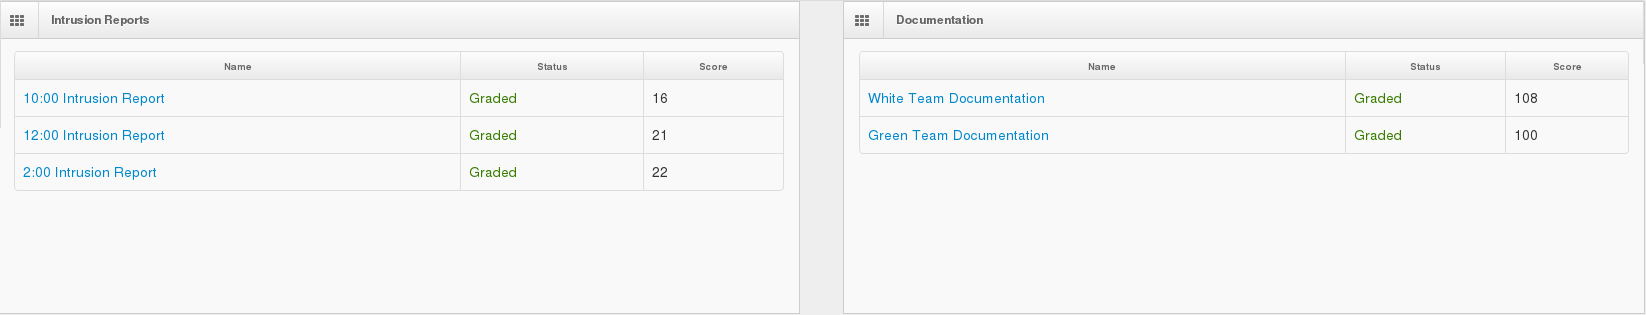 Intrusion Reports
Name Status Score
10:00 Intrusion Report Graded 16
12:00 Intrusion Report Graded 21
2:00 Intrusion Report Graded 22
Documentation
Name Status Score
White Team Documentation Graded 108
Green Team Documentation Graded 100